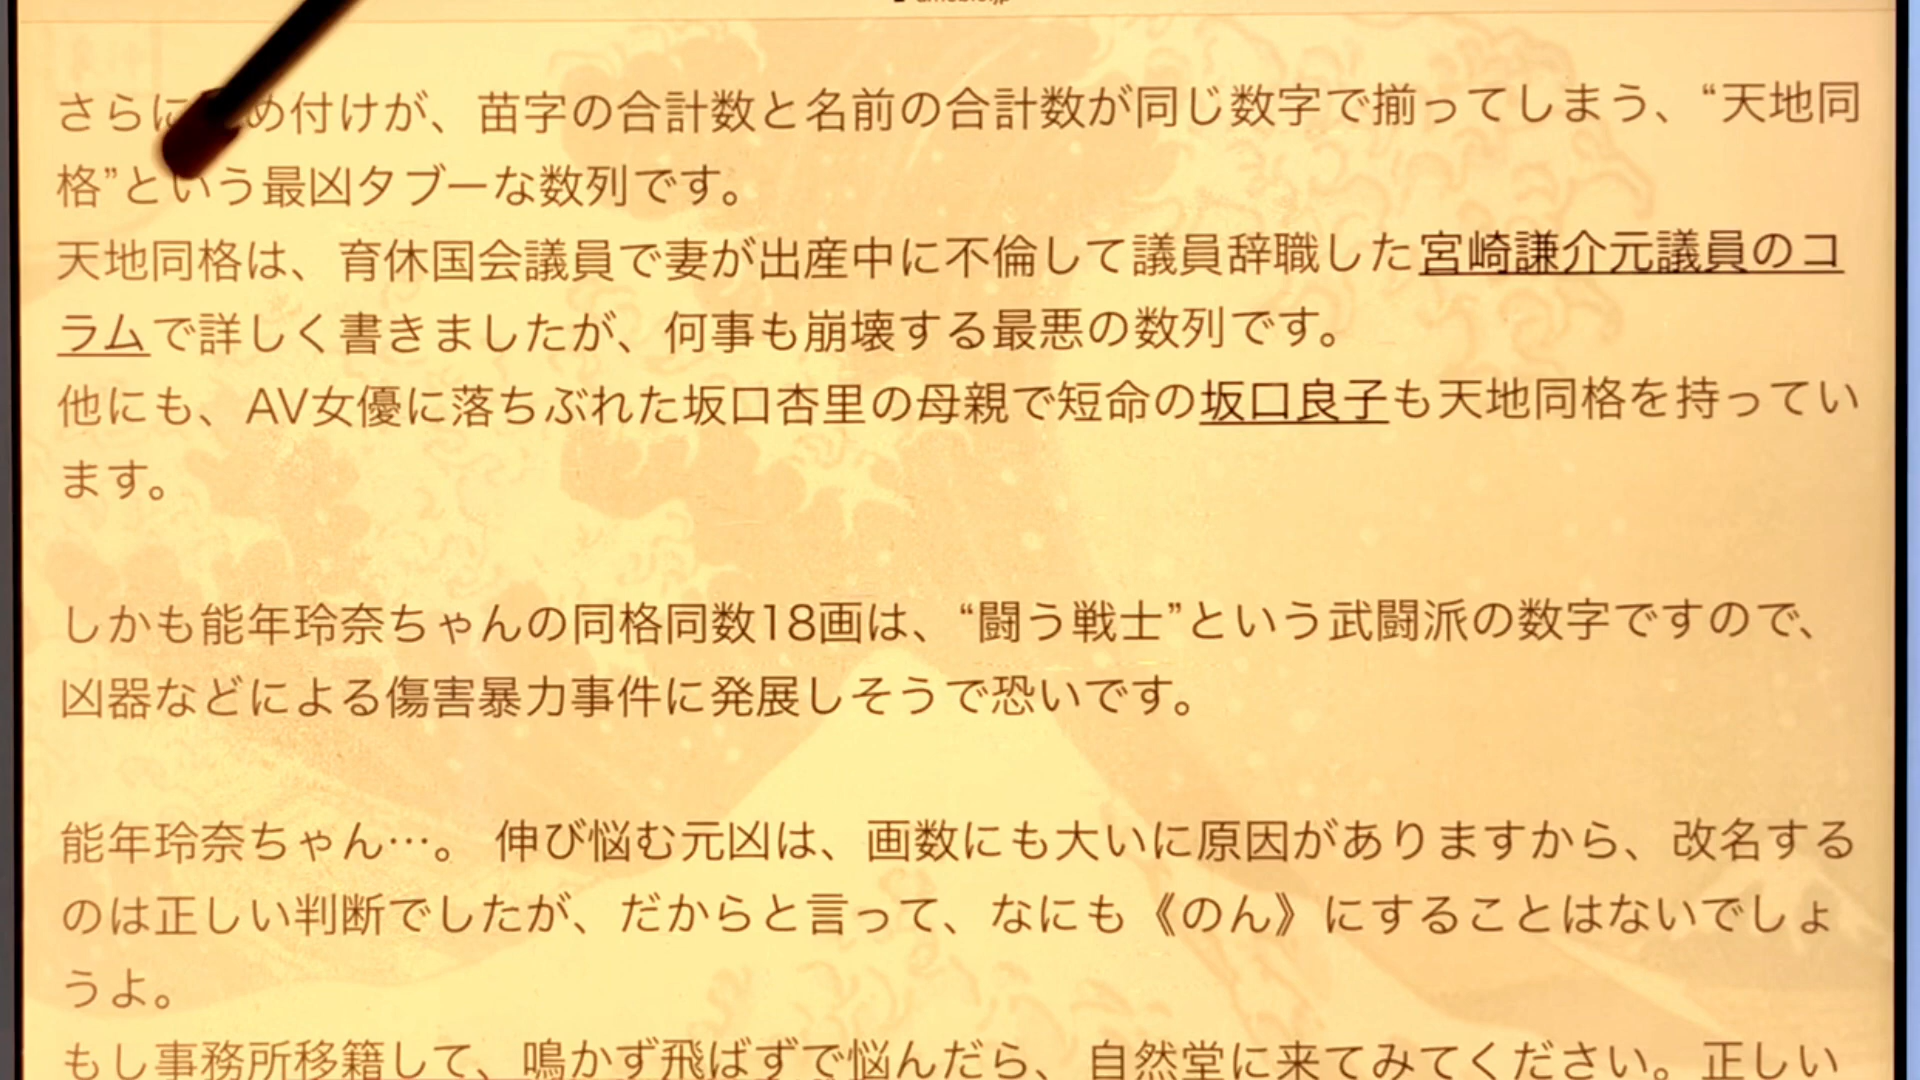 さらに め付けが、苗字の合計数と名前の合計数が同じ数字で揃ってしまう、“天地同
格”という最凶タブーな数列です。
天地同格は、育休国会議員で妻が出産中に不倫して議員辞職した宮崎謙介元議員のコ
ラムで詳しく書きましたが、何事も崩壊する最悪の数列です。
他にも、AV女優に落ちぶれた坂口杏里の母親で短命の坂口良子も天地同格を持ってい
ます。
しかも能年玲奈ちゃんの同格同数18画は、“闘う戦士”という武闘派の数字ですので、
凶器などによる傷害暴力事件に発展しそうで恐いです。
能年玲奈ちゃん…。 伸び悩む元凶は、画数にも大いに原因がありますから、改名する
のは正しい判断でしたが、だからと言って、なにも《のん》にすることはないでしょ
うよ。
もし事務所移籍して、鳴かず飛ばずで悩んだら、自然堂に来てみてください。正しい